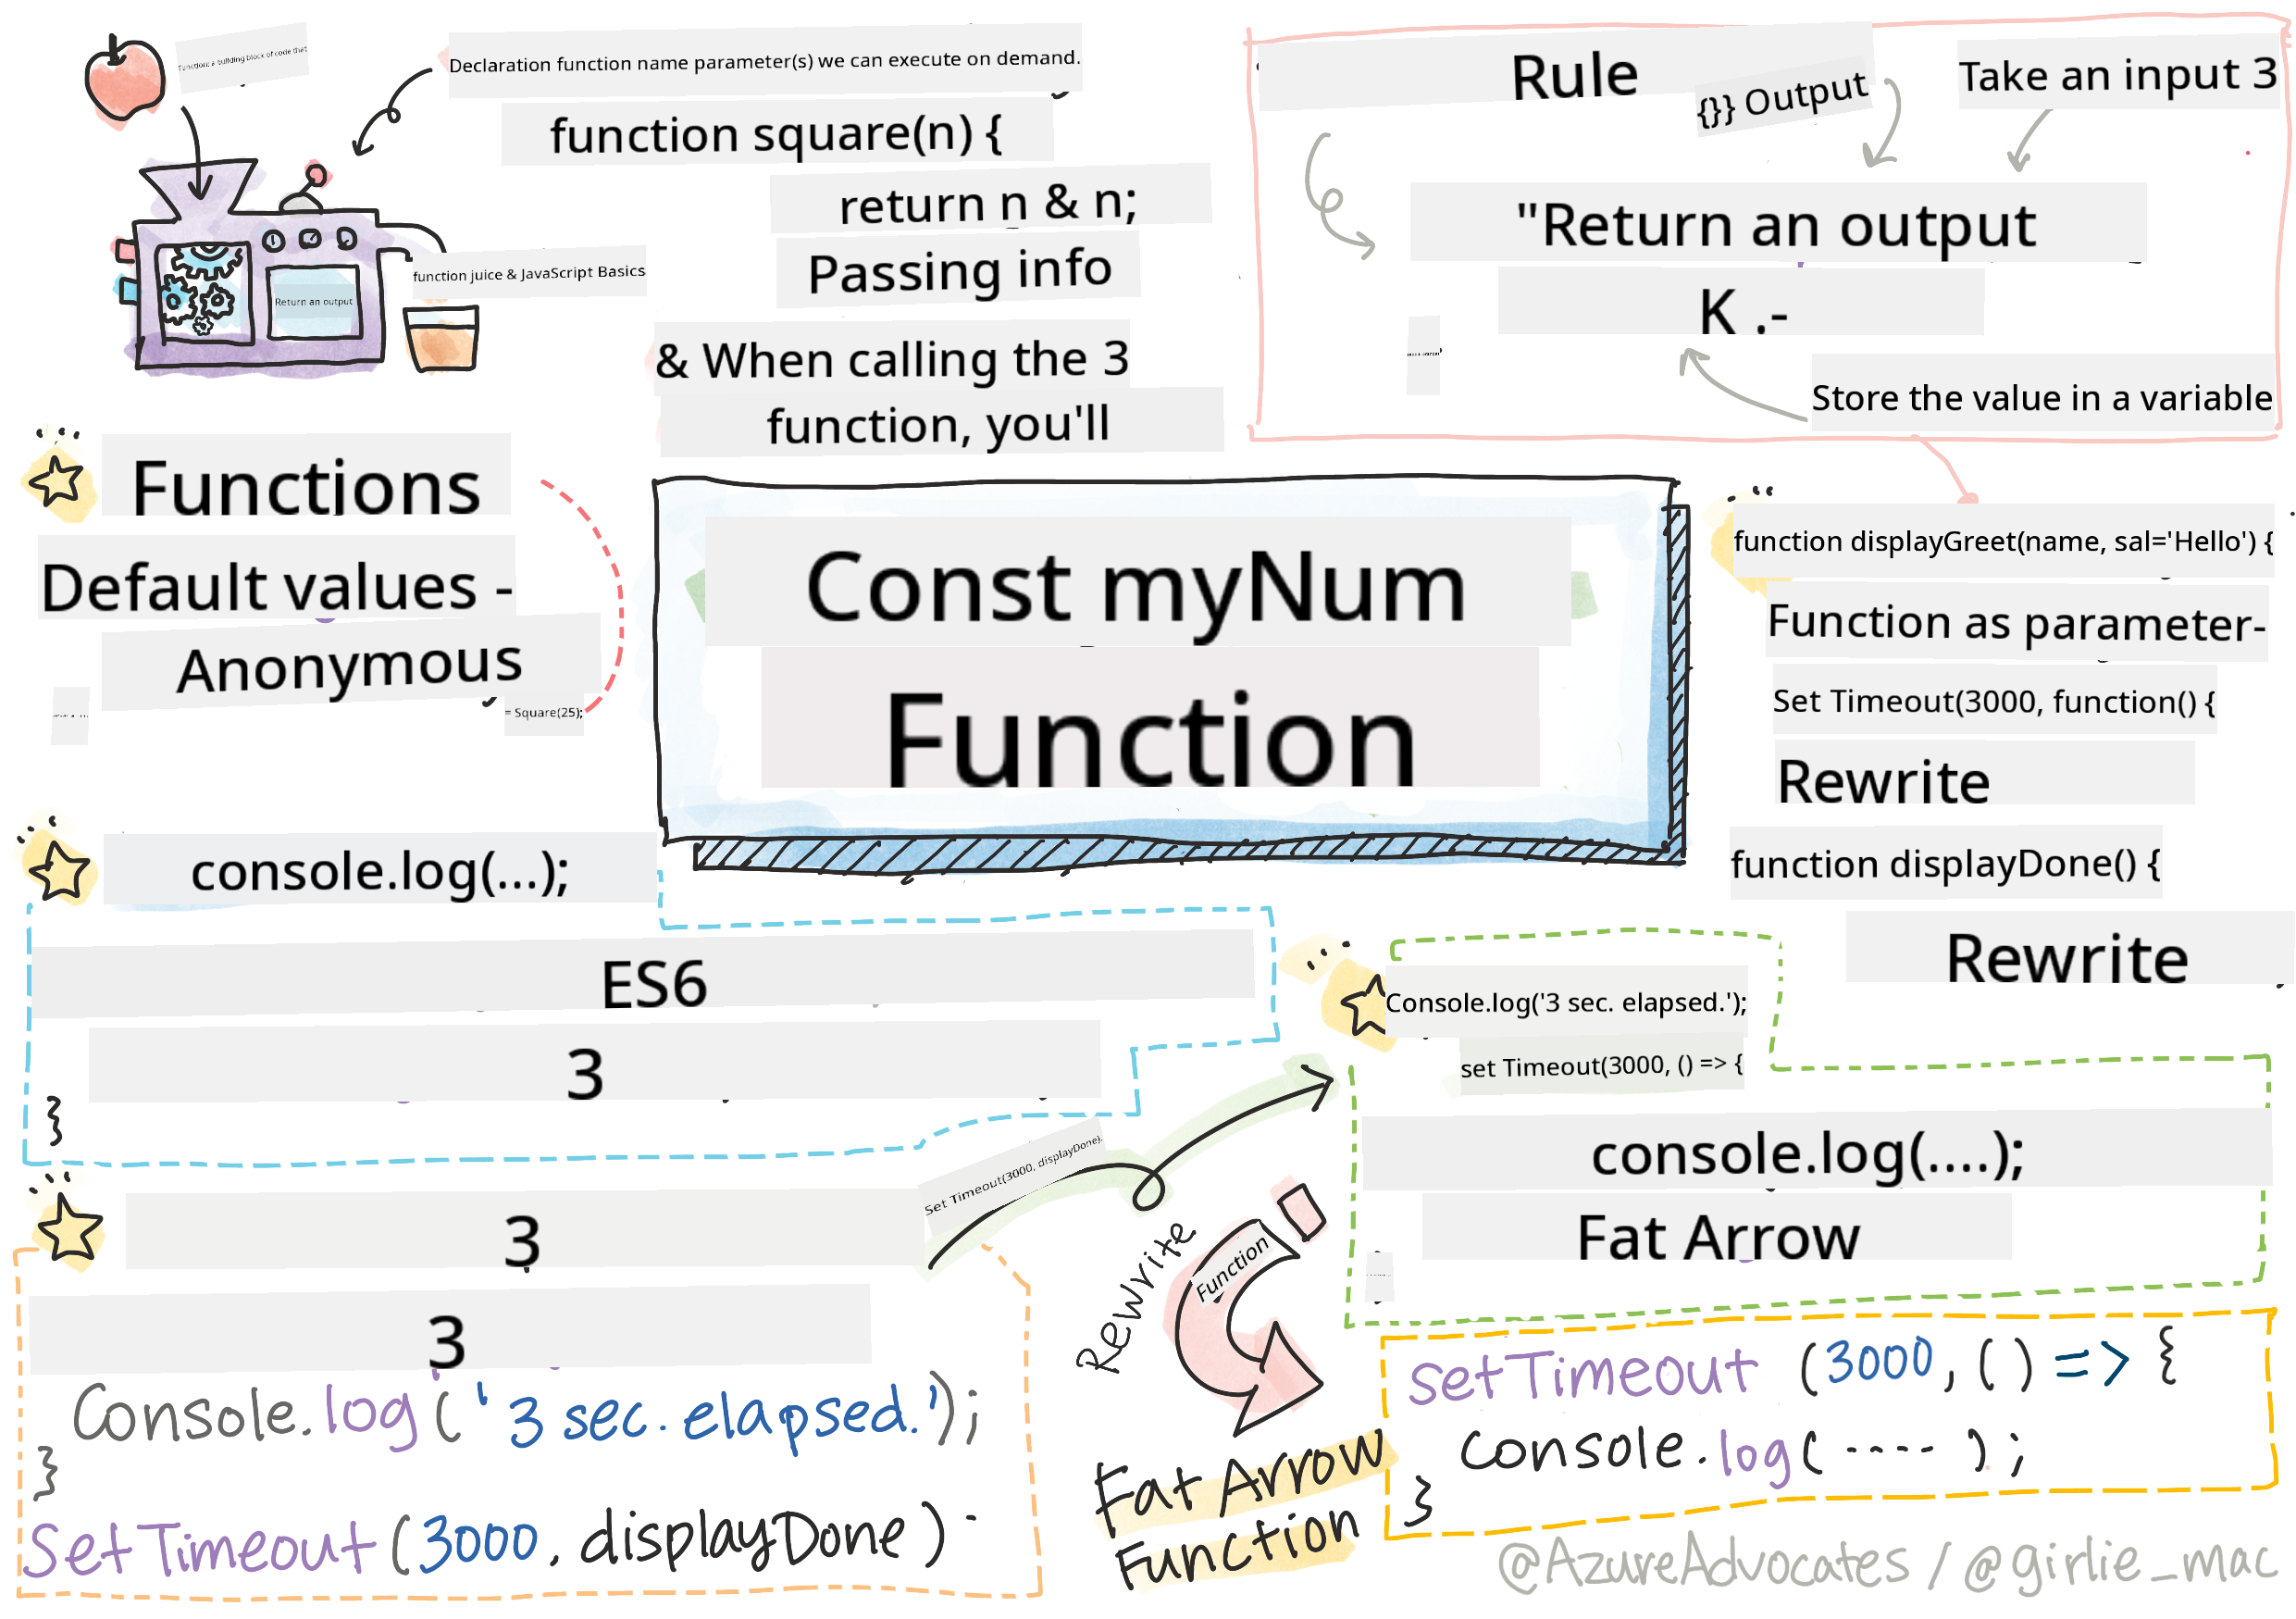 Function: a building block of code that
Declaration function name parameter(s) we can execute on demand.
function square(n) {
return n & n;
Passing info
& When calling the 3
function, you'll
function juice & JavaScript Basics
Return an output
Rule
{}} Output
Take an input 3
"Return an output
K .-
Store the value in a variable
Functions
Default values -
Anonymous
= Square(25);
Const myNum
Function
function displayGreet(name, sal='Hello') {
Function as parameter-
Set Timeout(3000, function() {
Rewrite
function displayDone() {
Rewrite
console.log(...);
ES6
3
}
Console.log('3 sec. elapsed.');
set Timeout(3000, () => {
console.log(....);
Fat Arrow
Set Timeout(3000, displayDone).
3
3
Console.log('3 sec. elapsed.');
}
SetTimeout(3000, displayDone);
Rewrite
Function
Fat Arrow
Function
setTimeout (3000, () => {
console.log( ---- );
}
@AzureAdvocates / @girlie_mac